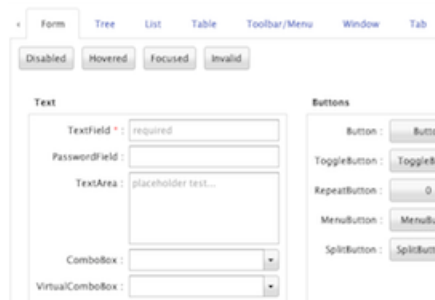 Form Tree List Table Toolbar/Menu Window Tab
Disabled Hovered Focused Invalid
Text
TextField * : required
PasswordField :
TextArea : placeholder test...
ComboBox :
VirtualComboBox :
Buttons
Button :
ToggleButton :
RepeatButton : 0
MenuButton :
SplitButton :